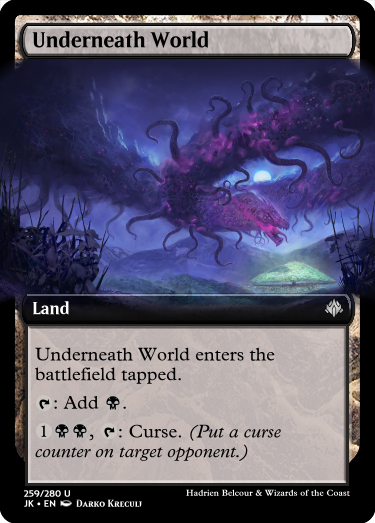 Underneath World
Land
Underneath World enters the
battlefield tapped.
: Add .
1 , : Curse. (Put a curse
counter on target opponent.)
259/280 U
JK • EN Darko Kreculj
Hadrien Belcour & Wizards of the Coast